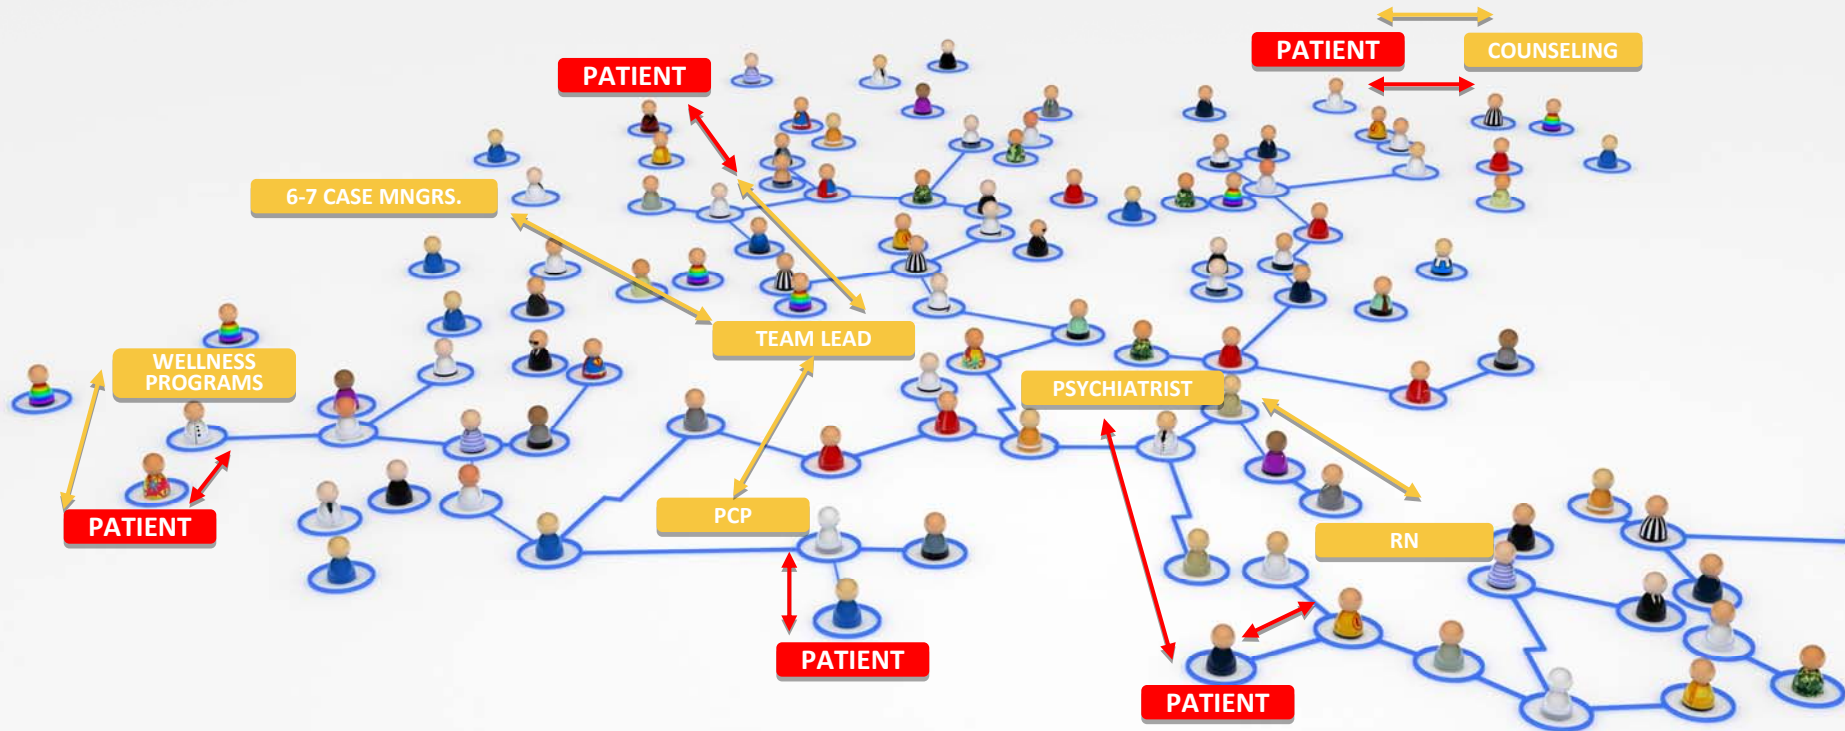 PATIENT
COUNSELING
PATIENT
6-7 CASE MNGRS.
TEAM LEAD
WELLNESS
PROGRAMS
PSYCHIATRIST
PCP
PATIENT
RN
PATIENT
PATIENT